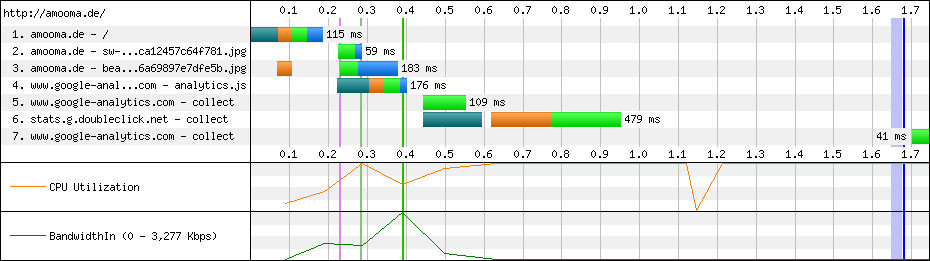 http://amooma.de/ 0.1 0.2 0.3 0.4 0.5 0.6 0.7 0.8 0.9 1.0 1.1 1.2 1.3 1.4 1.5 1.6 1.7
1. amooma.de - / 115 ms
2. amooma.de - sw-...ca12457c64f781.jpg 59 ms
3. amooma.de - bea...6a69897e7dfe5b.jpg 183 ms
4. www.google-anal...com - analytics.js 176 ms
5. www.google-analytics.com - collect 109 ms
6. stats.g.doubleclick.net - collect 479 ms
7. www.google-analytics.com - collect 41 ms
0.1 0.2 0.3 0.4 0.5 0.6 0.7 0.8 0.9 1.0 1.1 1.2 1.3 1.4 1.5 1.6 1.7
CPU Utilization
BandwidthIn (0 - 3,277 Kbps)